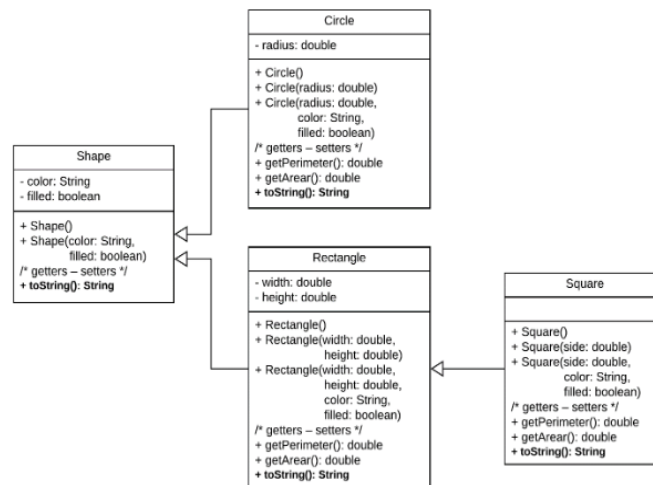 Circle
- radius: double
+ Circle()
+ Circle(radius: double)
+ Circle(radius: double,
color: String,
filled: boolean)
/* getters – setters */
+ getPerimeter(): double
+ getArear(): double
+ toString(): String
Shape
- color: String
- filled: boolean
+ Shape()
+ Shape(color: String,
filled: boolean)
/* getters – setters */
+ toString(): String
Rectangle
- width: double
- height: double
+ Rectangle()
+ Rectangle(width: double,
height: double)
+ Rectangle(width: double,
height: double,
color: String,
filled: boolean)
/* getters – setters */
+ getPerimeter(): double
+ getArear(): double
+ toString(): String
Square
+ Square()
+ Square(side: double)
+ Square(side: double,
color: String,
filled: boolean)
/* getters – setters */
+ getPerimeter(): double
+ getArear(): double
+ toString(): String